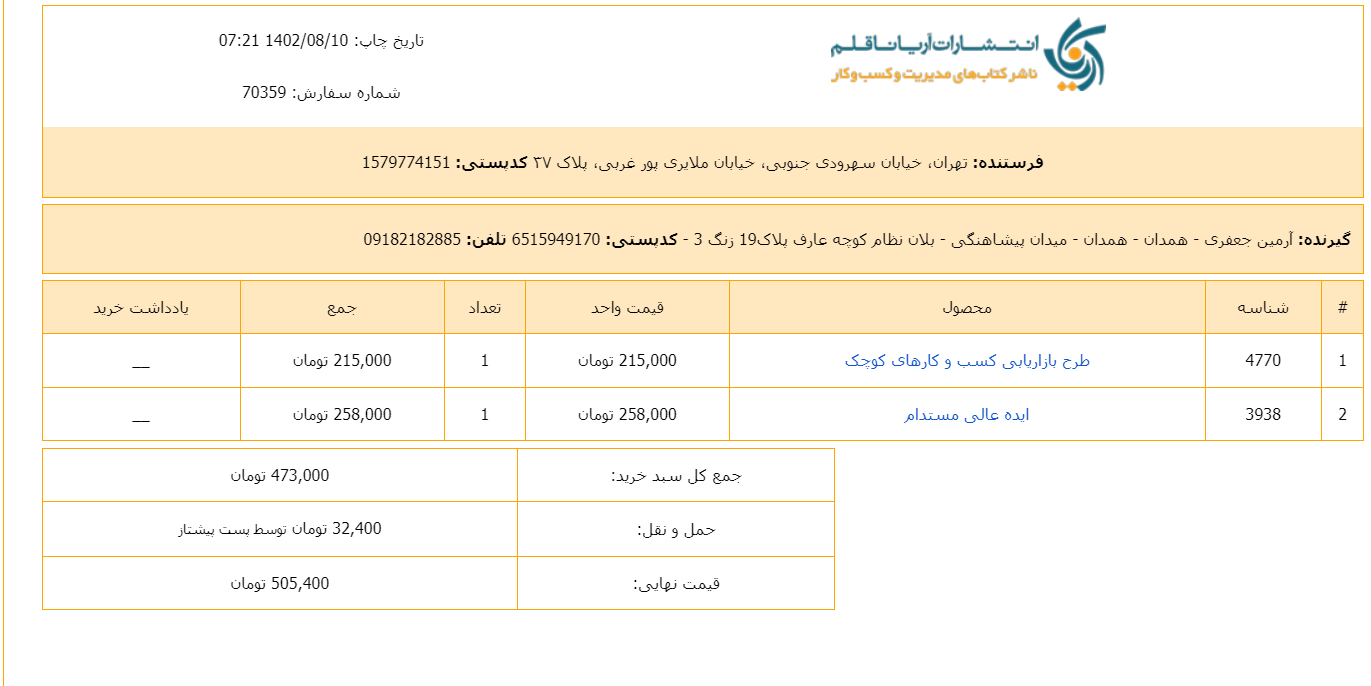 انتشارات آریاناقلم
ناشر کتاب‌های مدیریت و کسب‌وکار
تاریخ چاپ: 1402/08/10 07:21
شماره سفارش: 70359
فرستنده: تهران، خیابان سهرودی جنوبی، خیابان ملایری پور غربی، پلاک ۲۷ کدپستی: 1579774151
گیرنده: آرمین جعفری - همدان - همدان - میدان پیشاهنگی - بلان نظام کوچه عارف پلاک19 زنگ 3 - کدپستی: 6515949170 تلفن: 09182182885
# شناسه محصول قیمت واحد تعداد جمع یادداشت خرید
1 4770 طرح بازاریابی کسب و کارهای کوچک 215,000 تومان 1 215,000 تومان __
2 3938 ایده عالی مستدام 258,000 تومان 1 258,000 تومان __
جمع کل سبد خرید: 473,000 تومان
حمل و نقل: 32,400 تومان توسط پست پیشتاز
قیمت نهایی: 505,400 تومان